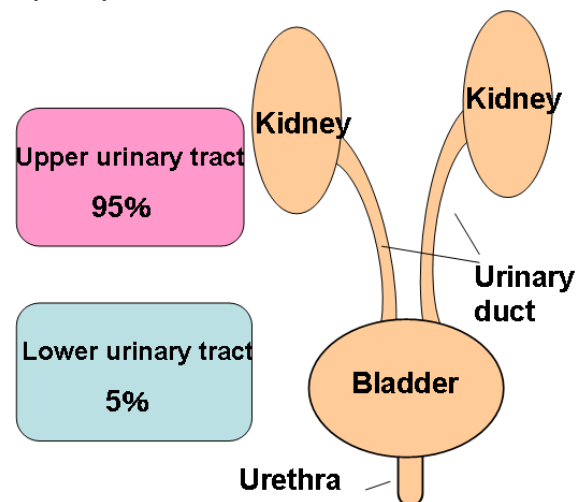 Kidney
Kidney
Upper urinary tract
95%
Urinary
duct
Lower urinary tract
5%
Bladder
Urethra